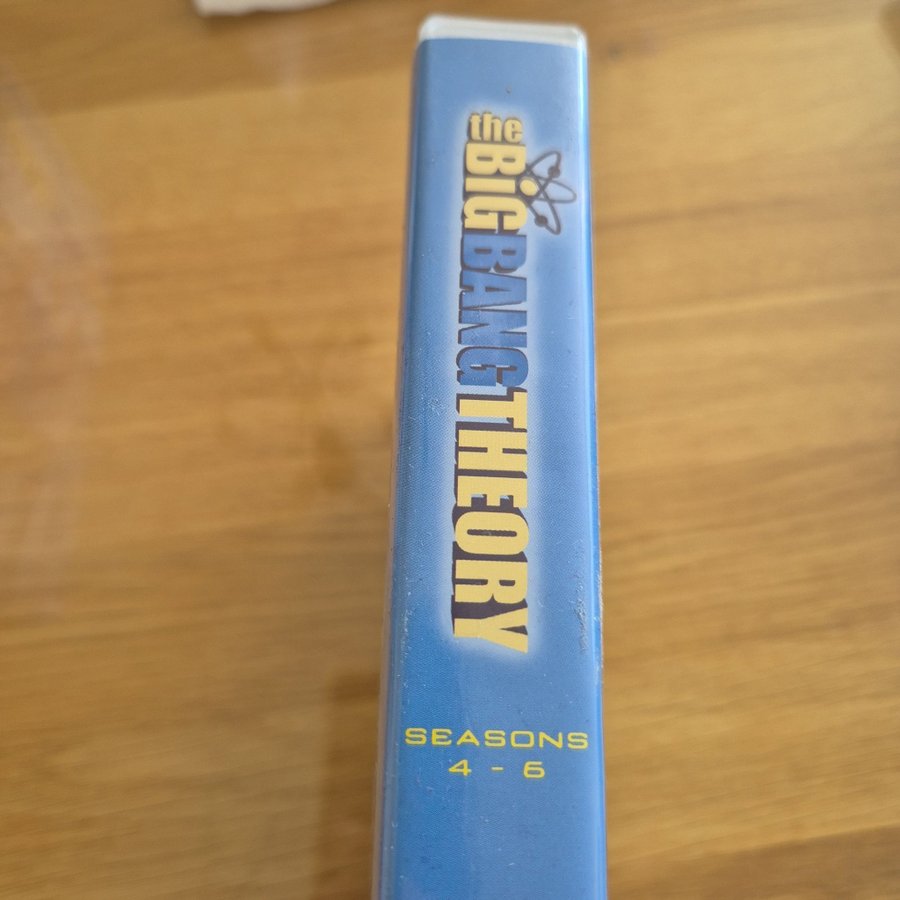 the BiG BANG THEORY
SEASONS
4 - 6